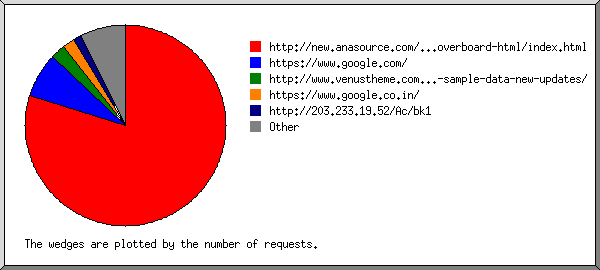 http://new.anasource.com/...overboard-html/index.html
https://www.google.com/
http://www.venustheme.com...-sample-data-new-updates/
https://www.google.co.in/
http://203.233.19.52/Ac/bk1
Other
The wedges are plotted by the number of requests.